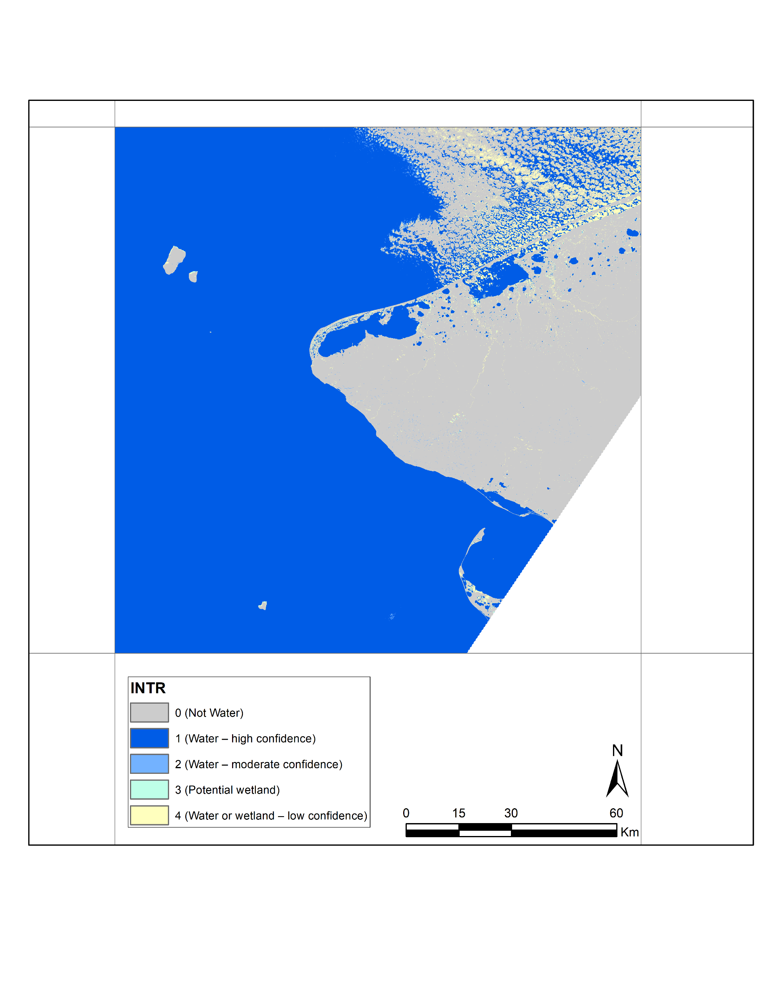 INTR
0 (Not Water)
1 (Water – high confidence)
2 (Water – moderate confidence)
3 (Potential wetland)
4 (Water or wetland – low confidence)
N
0 15 30 60
Km